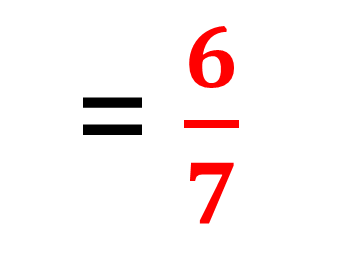 = 6/7